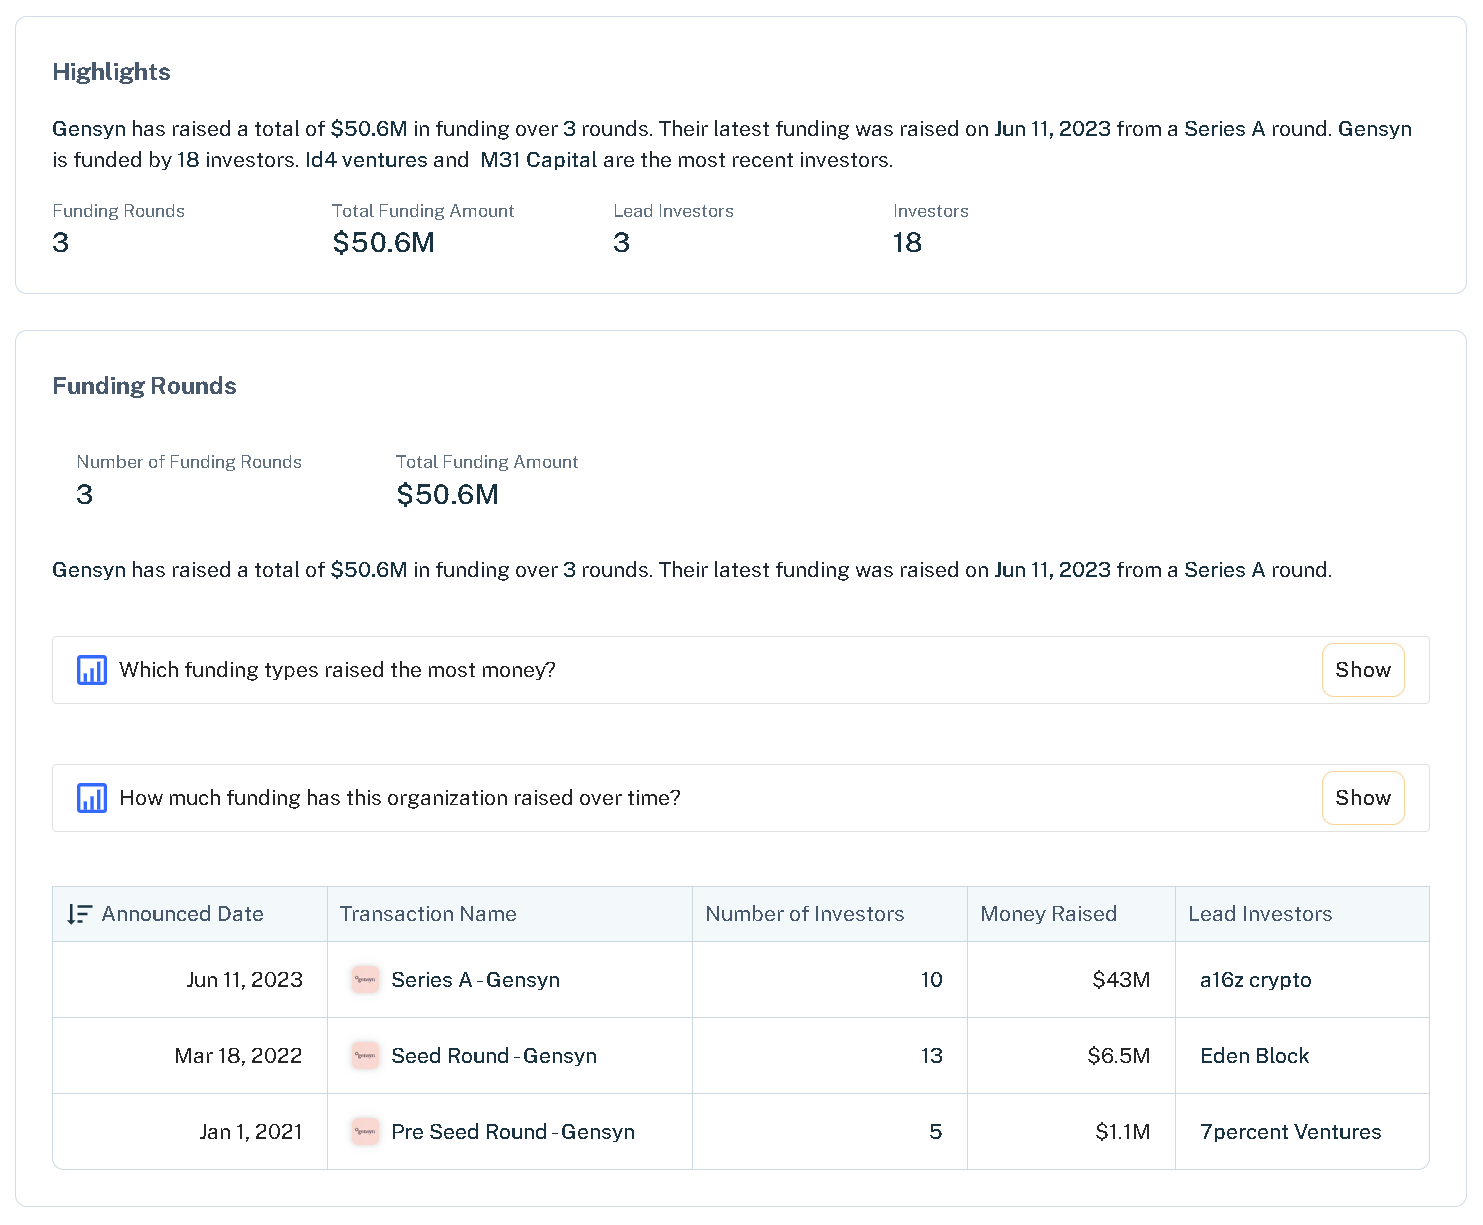 Highlights
Gensyn has raised a total of $50.6M in funding over 3 rounds. Their latest funding was raised on Jun 11, 2023 from a Series A round. Gensyn
is funded by 18 investors. Id4 ventures and M31 Capital are the most recent investors.
Funding Rounds Total Funding Amount Lead Investors Investors
3 $50.6M 3 18
Funding Rounds
Number of Funding Rounds Total Funding Amount
3 $50.6M
Gensyn has raised a total of $50.6M in funding over 3 rounds. Their latest funding was raised on Jun 11, 2023 from a Series A round.
Which funding types raised the most money? Show
How much funding has this organization raised over time? Show
Announced Date Transaction Name Number of Investors Money Raised Lead Investors
Jun 11, 2023 gensyn Series A - Gensyn 10 $43M a16z crypto
Mar 18, 2022 gensyn Seed Round - Gensyn 13 $6.5M Eden Block
Jan 1, 2021 gensyn Pre Seed Round - Gensyn 5 $1.1M 7percent Ventures